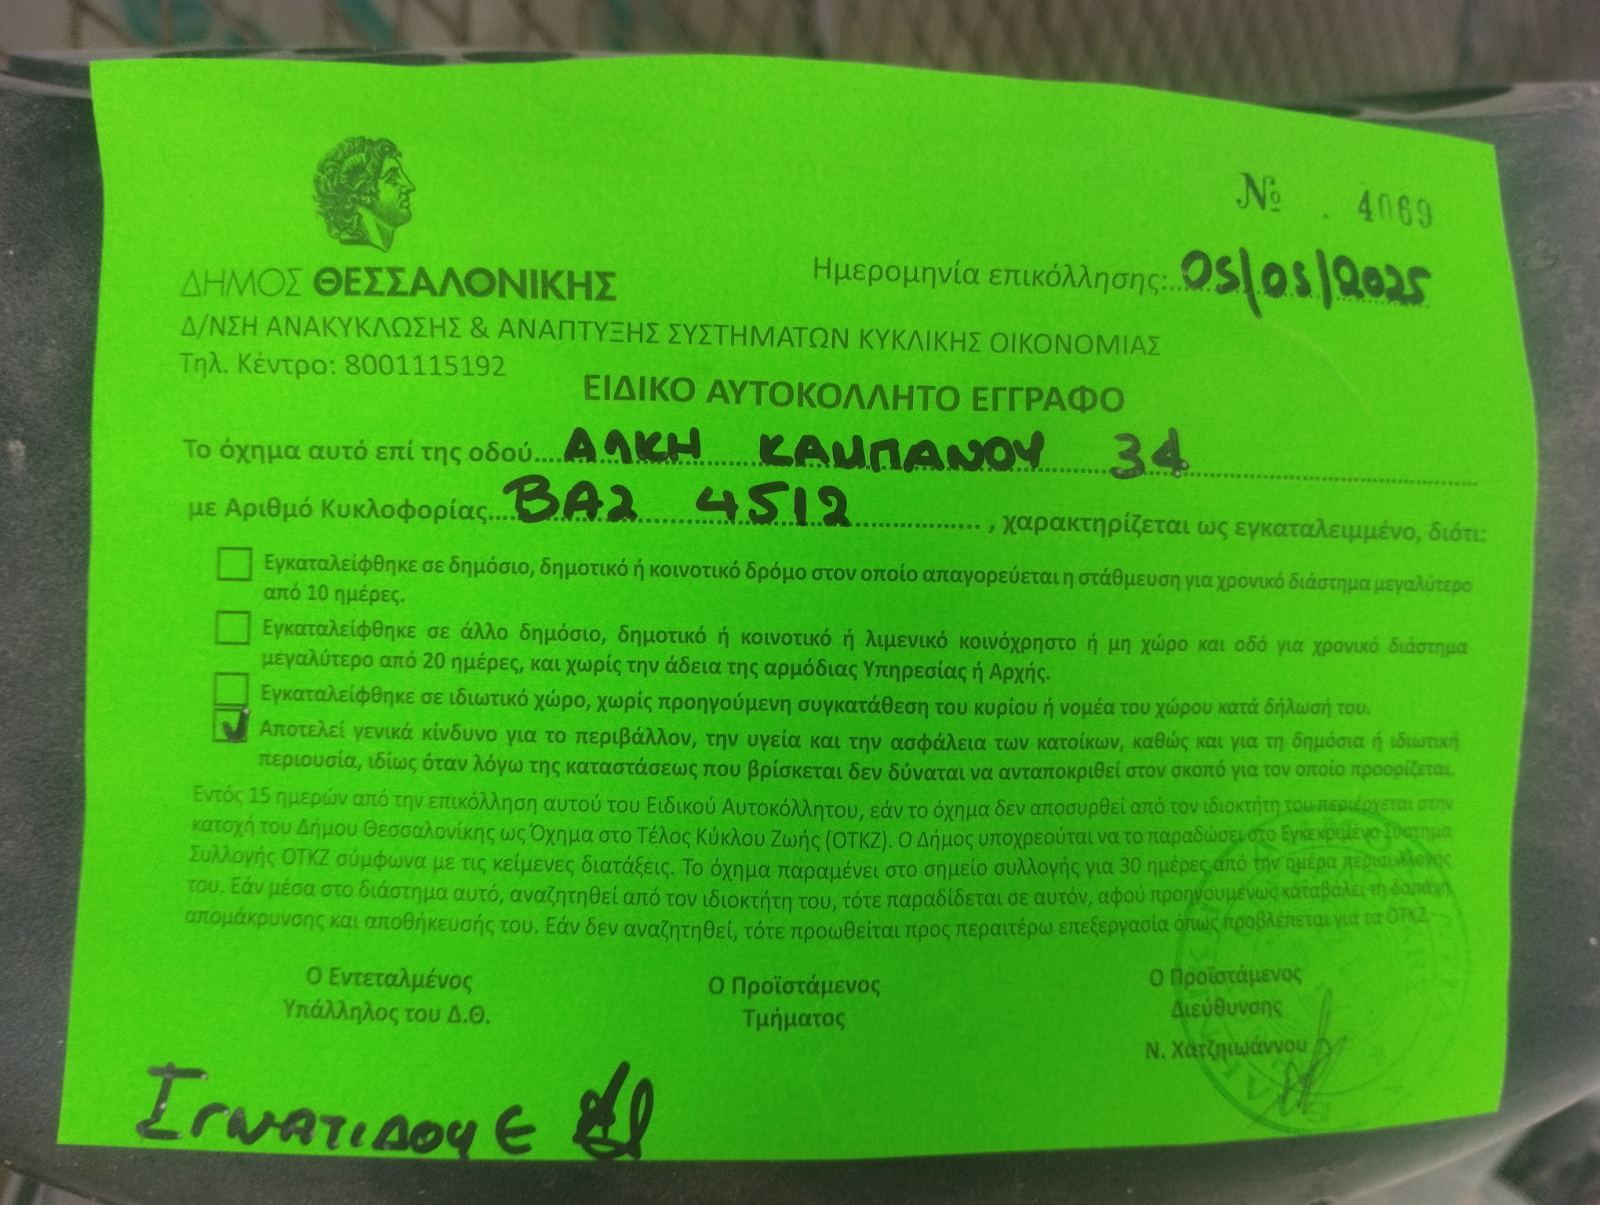 № 4069
ΔΗΜΟΣ ΘΕΣΣΑΛΟΝΙΚΗΣ
Ημερομηνία επικόλλησης: 05/05/2025
Δ/ΝΣΗ ΑΝΑΚΥΚΛΩΣΗΣ & ΑΝΑΠΤΥΞΗΣ ΣΥΣΤΗΜΑΤΩΝ ΚΥΚΛΙΚΗΣ ΟΙΚΟΝΟΜΙΑΣ
Τηλ. Κέντρο: 8001115192
ΕΙΔΙΚΟ ΑΥΤΟΚΟΛΛΗΤΟ ΕΓΓΡΑΦΟ
Το όχημα αυτό επί της οδού... ΑΛΚΗ ΚΑΜΠΑΝΟΥ 34
με Αριθμό Κυκλοφορίας... ΒΑΖ 4512 , χαρακτηρίζεται ως εγκαταλειμμένο, διότι:
Εγκαταλείφθηκε σε δημόσιο, δημοτικό ή κοινοτικό δρόμο στον οποίο απαγορεύεται η στάθμευση για χρονικό διάστημα μεγαλύτερο
από 10 ημέρες.
Εγκαταλείφθηκε σε άλλο δημόσιο, δημοτικό ή κοινοτικό ή λιμενικό κοινόχρηστο ή μη χώρο και οδό για χρονικό διάστημα
μεγαλύτερο από 20 ημέρες, και χωρίς την άδεια της αρμόδιας Υπηρεσίας ή Αρχής.
Εγκαταλείφθηκε σε ιδιωτικό χώρο, χωρίς προηγούμενη συγκατάθεση του κυρίου ή νομέα του χώρου κατά δήλωσή του.
Αποτελεί γενικά κίνδυνο για το περιβάλλον, την υγεία και την ασφάλεια των κατοίκων, καθώς και για τη δημόσια ή ιδιωτική
περιουσία, ιδίως όταν λόγω της καταστάσεως που βρίσκεται δεν δύναται να ανταποκριθεί στον σκοπό για τον οποίο προορίζεται.
Εντός 15 ημερών από την επικόλληση αυτού του Ειδικού Αυτοκόλλητου, εάν το όχημα δεν αποσυρθεί από τον ιδιοκτήτη του περιέρχεται στην
κατοχή του Δήμου Θεσσαλονίκης ως Όχημα στο Τέλος Κύκλου Ζωής (ΟΤΚΖ). Ο Δήμος υποχρεούται να το παραδώσει στο Εγκεκριμένο Σύστημα
Συλλογής ΟΤΚΖ σύμφωνα με τις κείμενες διατάξεις. Το όχημα παραμένει στο σημείο συλλογής για 30 ημέρες από την ημέρα περισυλλογής
του. Εάν μέσα στο διάστημα αυτό, αναζητηθεί από τον ιδιοκτήτη του, τότε παραδίδεται σε αυτόν, αφού προηγουμένως καταβάλει τη δαπάνη
απομάκρυνσης και αποθήκευσής του. Εάν δεν αναζητηθεί, τότε προωθείται προς περαιτέρω επεξεργασία όπως προβλέπεται για τα ΟΤΚΖ.
Ο Εντεταλμένος
Υπάλληλος του Δ.Θ.
Ο Προϊστάμενος
Τμήματος
Ο Προϊστάμενος
Διεύθυνσης
Ν. Χατζηιωάννου
ΙΓΝΑΤΙΔΟΥ Ε